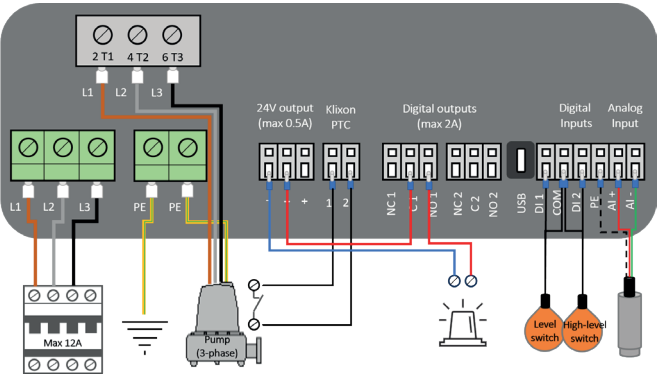 2 T1 4 T2 6 T3
L1 L2 L3
24V output
(max 0.5A)
Klixon
PTC
Digital outputs
(max 2A)
Digital
Inputs
Analog
Input
L1 L2 L3
PE PE
- - +
1 2
NC 1
C 1
NO 1
NC 2
C 2
NO 2
USB
DI 1
COM
DI 2
PE
AI +
AI -
Max 12A
Pump
(3-phase)
Level
switch
High-level
switch